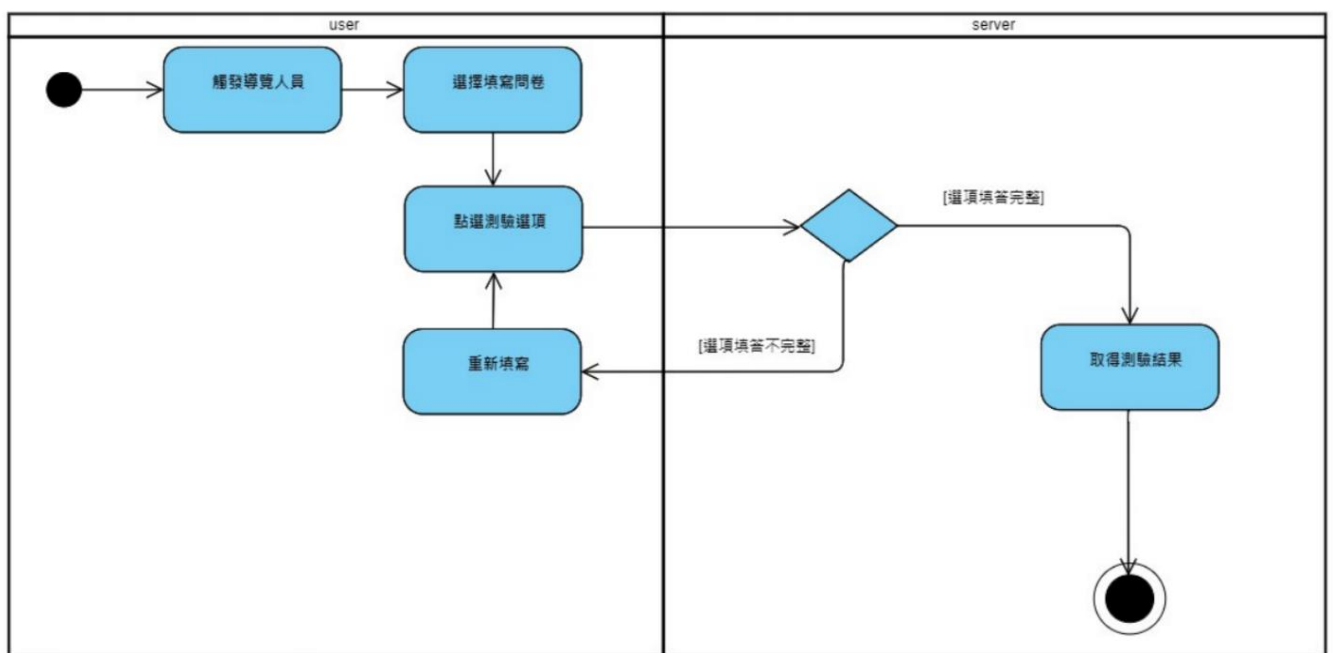 user
server
觸發導覽人員
選擇填寫問卷
點選測驗選項
[選項填答完整]
[選項填答不完整]
重新填寫
取得測驗結果